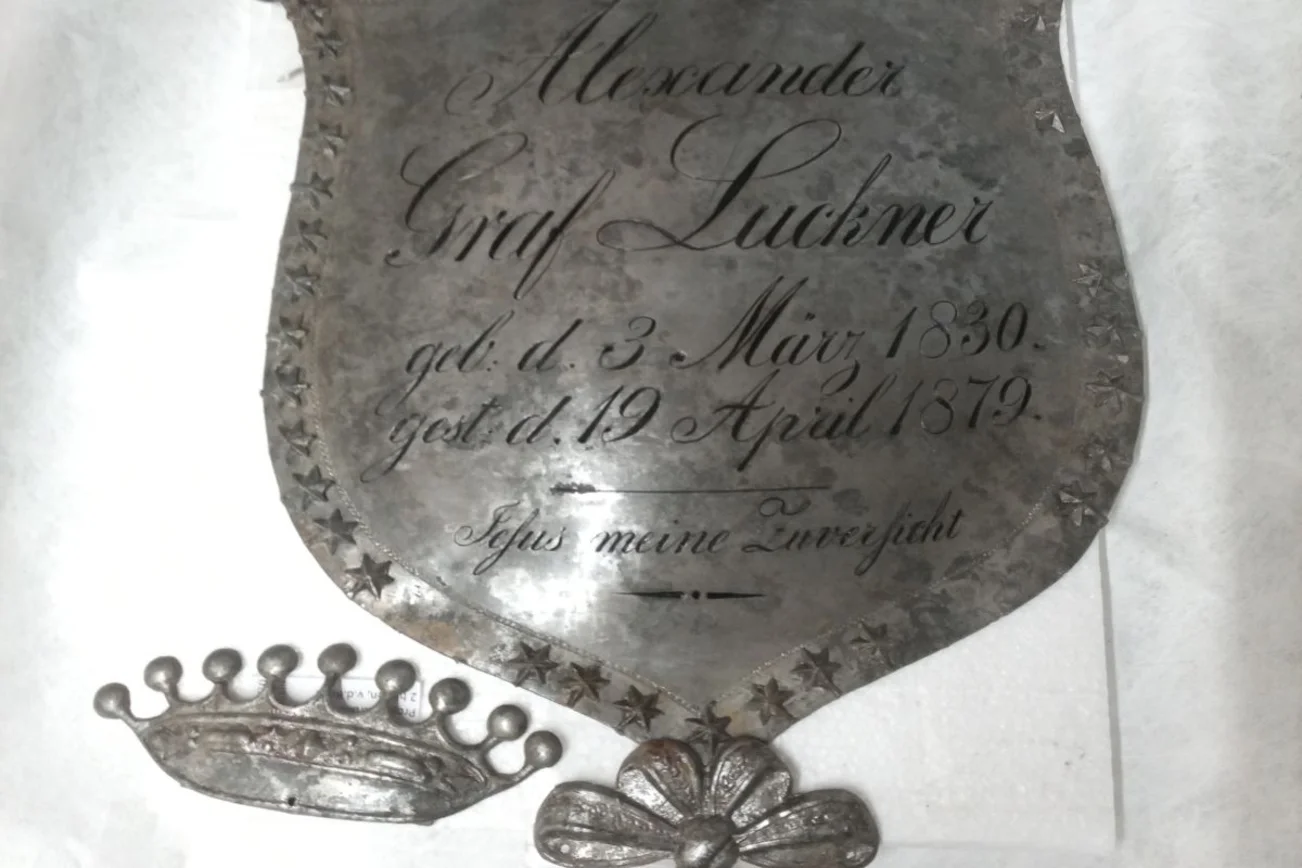 Alexander
Graf Luckner
geb. d. 3 März 1830.
gest. d. 19 April 1879.
Jeſus meine Zuverſicht